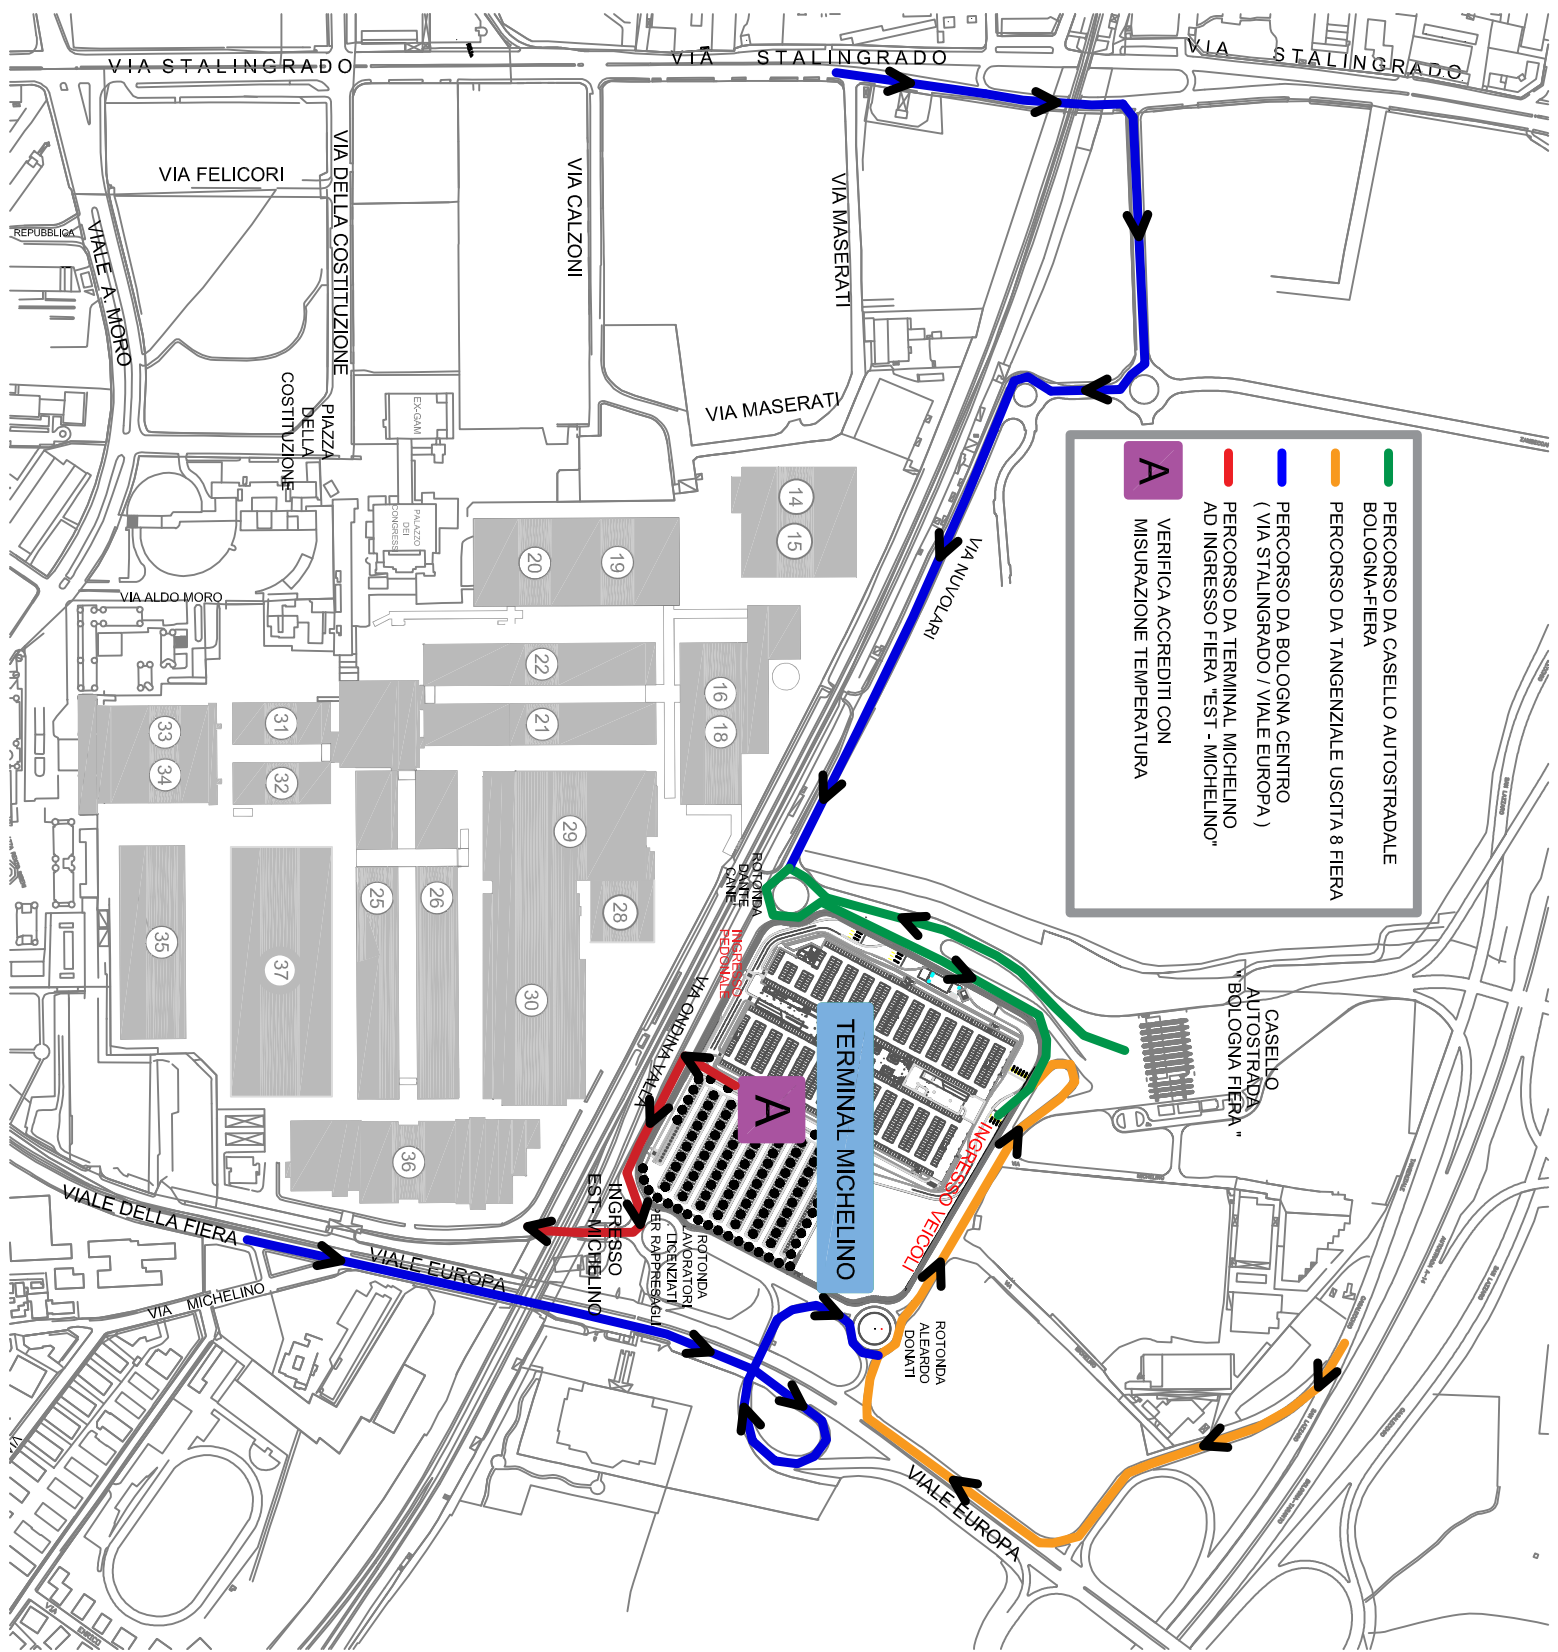 VIA STALINGRADO
VIA STALINGRADO
VIA STALINGRADO
VIA FELICORI
VIA DELLA COSTITUZIONE
VIA CALZONI
VIA MASERATI
REPUBBLICA
VIALE A. MORO
PIAZZA
DELLA
COSTITUZIONE
EX-GAM
VIA MASERATI
PALAZZO
DEI
CONGRESSI
VIA ALDO MORO
VIA NUVOLARI
PERCORSO DA CASELLO AUTOSTRADALE
BOLOGNA-FIERA
PERCORSO DA TANGENZIALE USCITA 8 FIERA
PERCORSO DA BOLOGNA CENTRO
( VIA STALINGRADO / VIALE EUROPA )
PERCORSO DA TERMINAL MICHELINO
AD INGRESSO FIERA "EST - MICHELINO"
A
VERIFICA ACCREDITI CON
MISURAZIONE TEMPERATURA
14
15
19
20
22
21
16
18
31
32
33
34
29
28
25
26
30
35
37
36
ROTONDA
DANTE
CANE'
INGRESSO
PEDONALE
VIA ONDINA VALLA
CASELLO
AUTOSTRADA
" BOLOGNA FIERA "
TERMINAL MICHELINO
A
INGRESSO VEICOLI
INGRESSO
EST- MICHELINO
ROTONDA
LAVORATORI
LICENZIATI
PER RAPPRESAGLIA
ROTONDA
ALEARDO
DONATI
VIALE DELLA FIERA
VIALE EUROPA
VIA MICHELINO
VIALE EUROPA